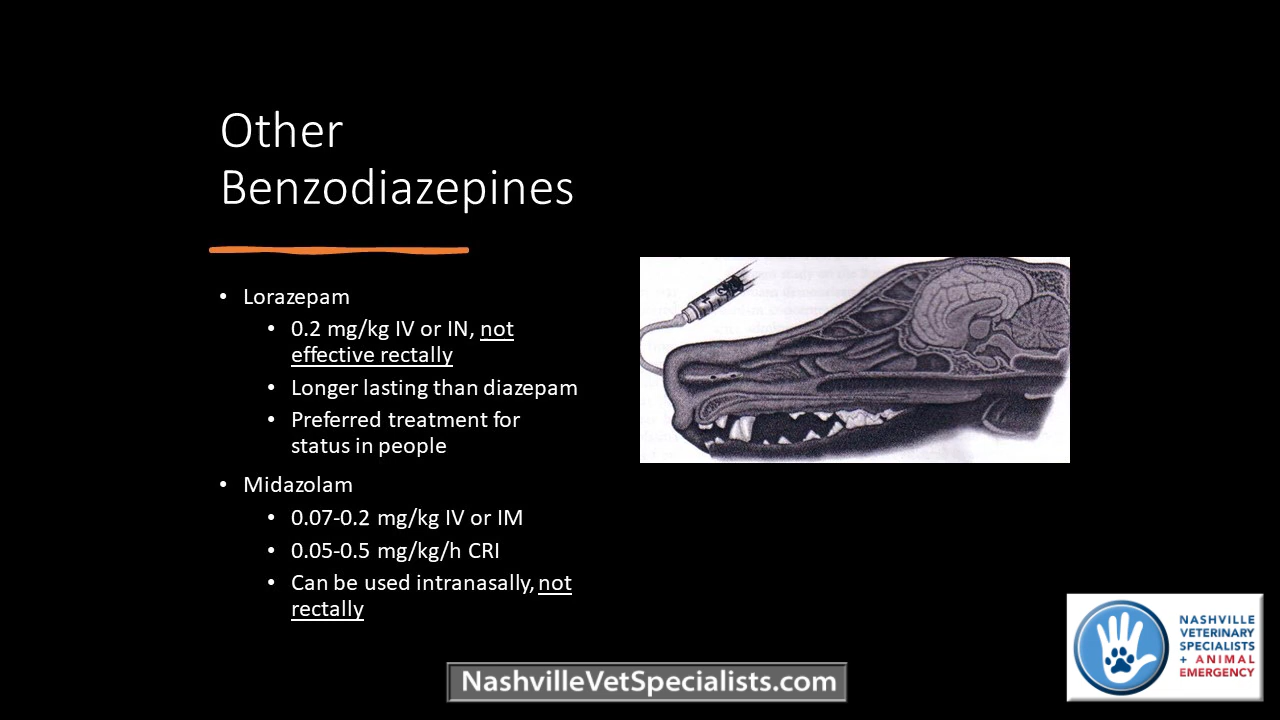 Other
Benzodiazepines
• Lorazepam
• 0.2 mg/kg IV or IN, not
effective rectally
• Longer lasting than diazepam
• Preferred treatment for
status in people
• Midazolam
• 0.07-0.2 mg/kg IV or IM
• 0.05-0.5 mg/kg/h CRI
• Can be used intranasally, not
rectally
NASHVILLE
VETERINARY
SPECIALISTS
+ ANIMAL
EMERGENCY
NashvilleVetSpecialists.com